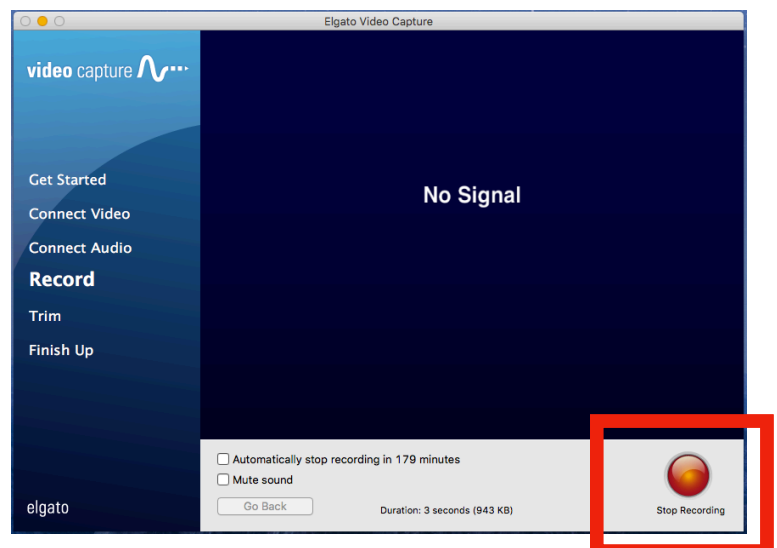 Elgato Video Capture
video capture
Get Started
Connect Video
Connect Audio
Record
Trim
Finish Up
elgato
No Signal
Automatically stop recording in 179 minutes
Mute sound
Go Back
Duration: 3 seconds (943 KB)
Stop Recording